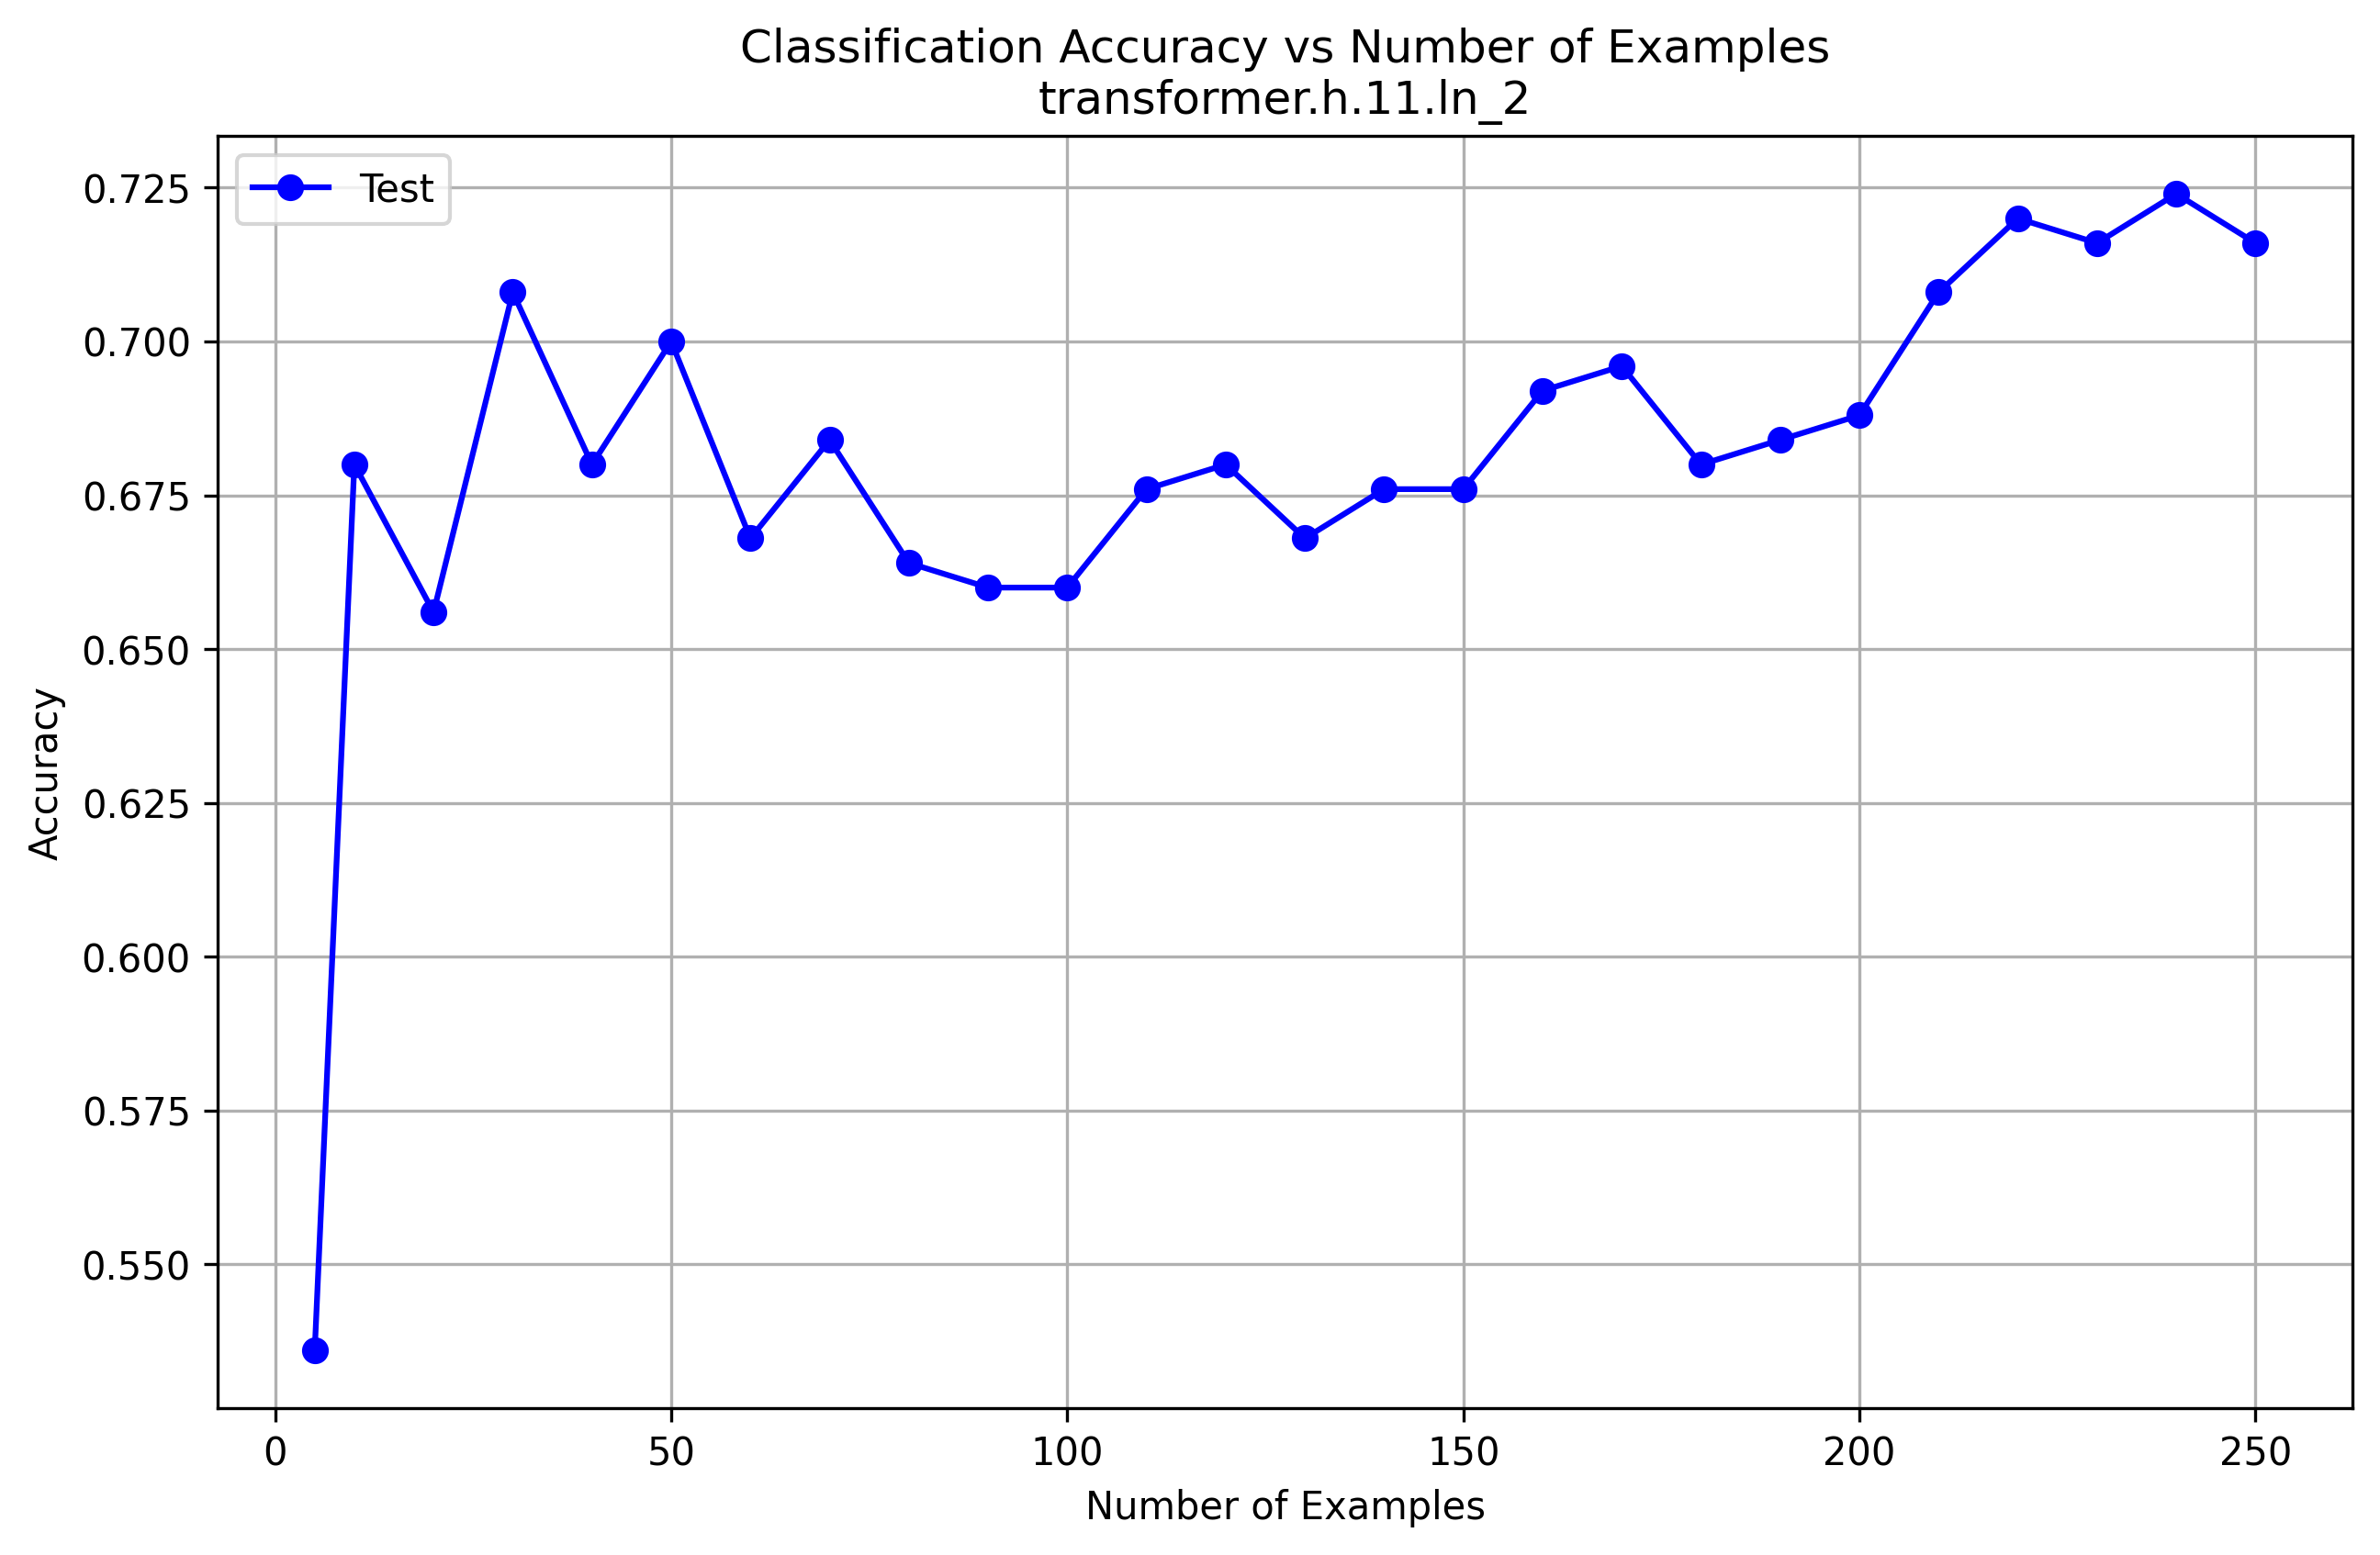 Classification Accuracy vs Number of Examples
transformer.h.11.ln_2
Test
0.725
0.700
0.675
0.650
0.625
0.600
0.575
0.550
Accuracy
0 50 100 150 200 250
Number of Examples